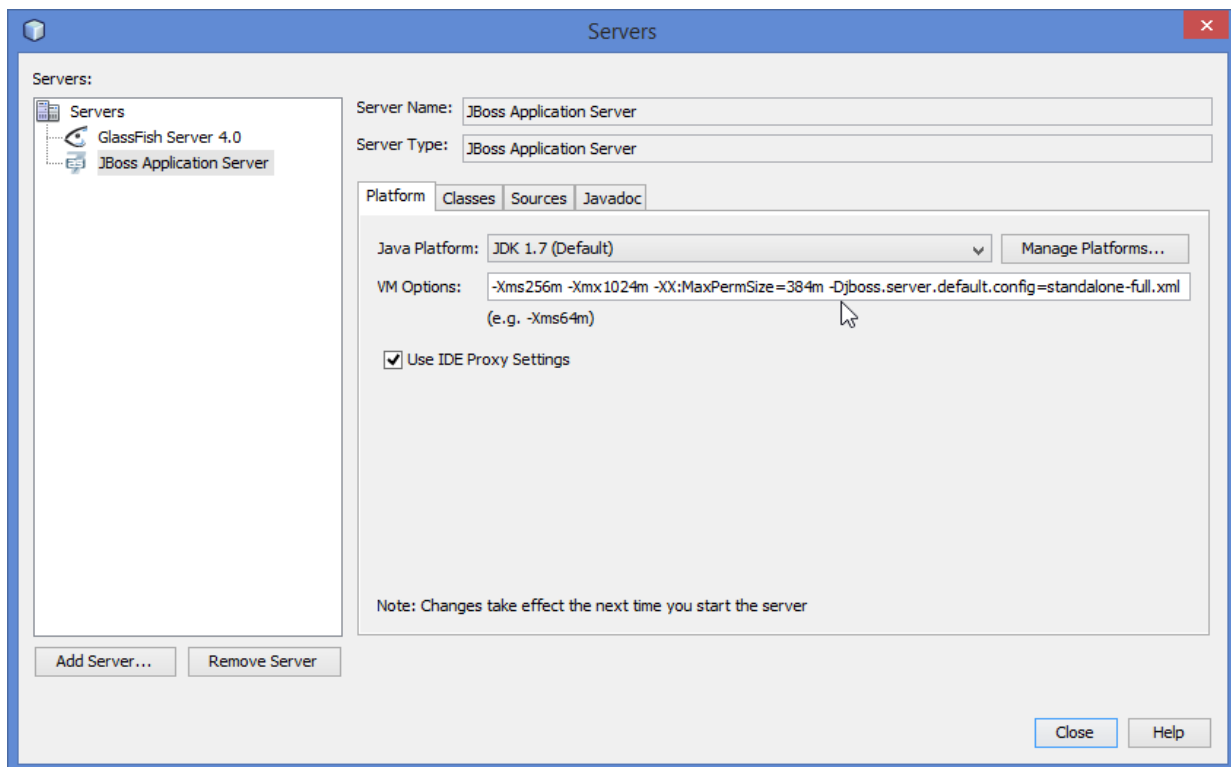 Servers
Servers:
Servers
GlassFish Server 4.0
JBoss Application Server
Server Name: JBoss Application Server
Server Type: JBoss Application Server
Platform Classes Sources Javadoc
Java Platform: JDK 1.7 (Default) Manage Platforms...
VM Options: -Xms256m -Xmx1024m -XX:MaxPermSize=384m -Djboss.server.default.config=standalone-full.xml
(e.g. -Xms64m)
Use IDE Proxy Settings
Note: Changes take effect the next time you start the server
Add Server... Remove Server
Close Help